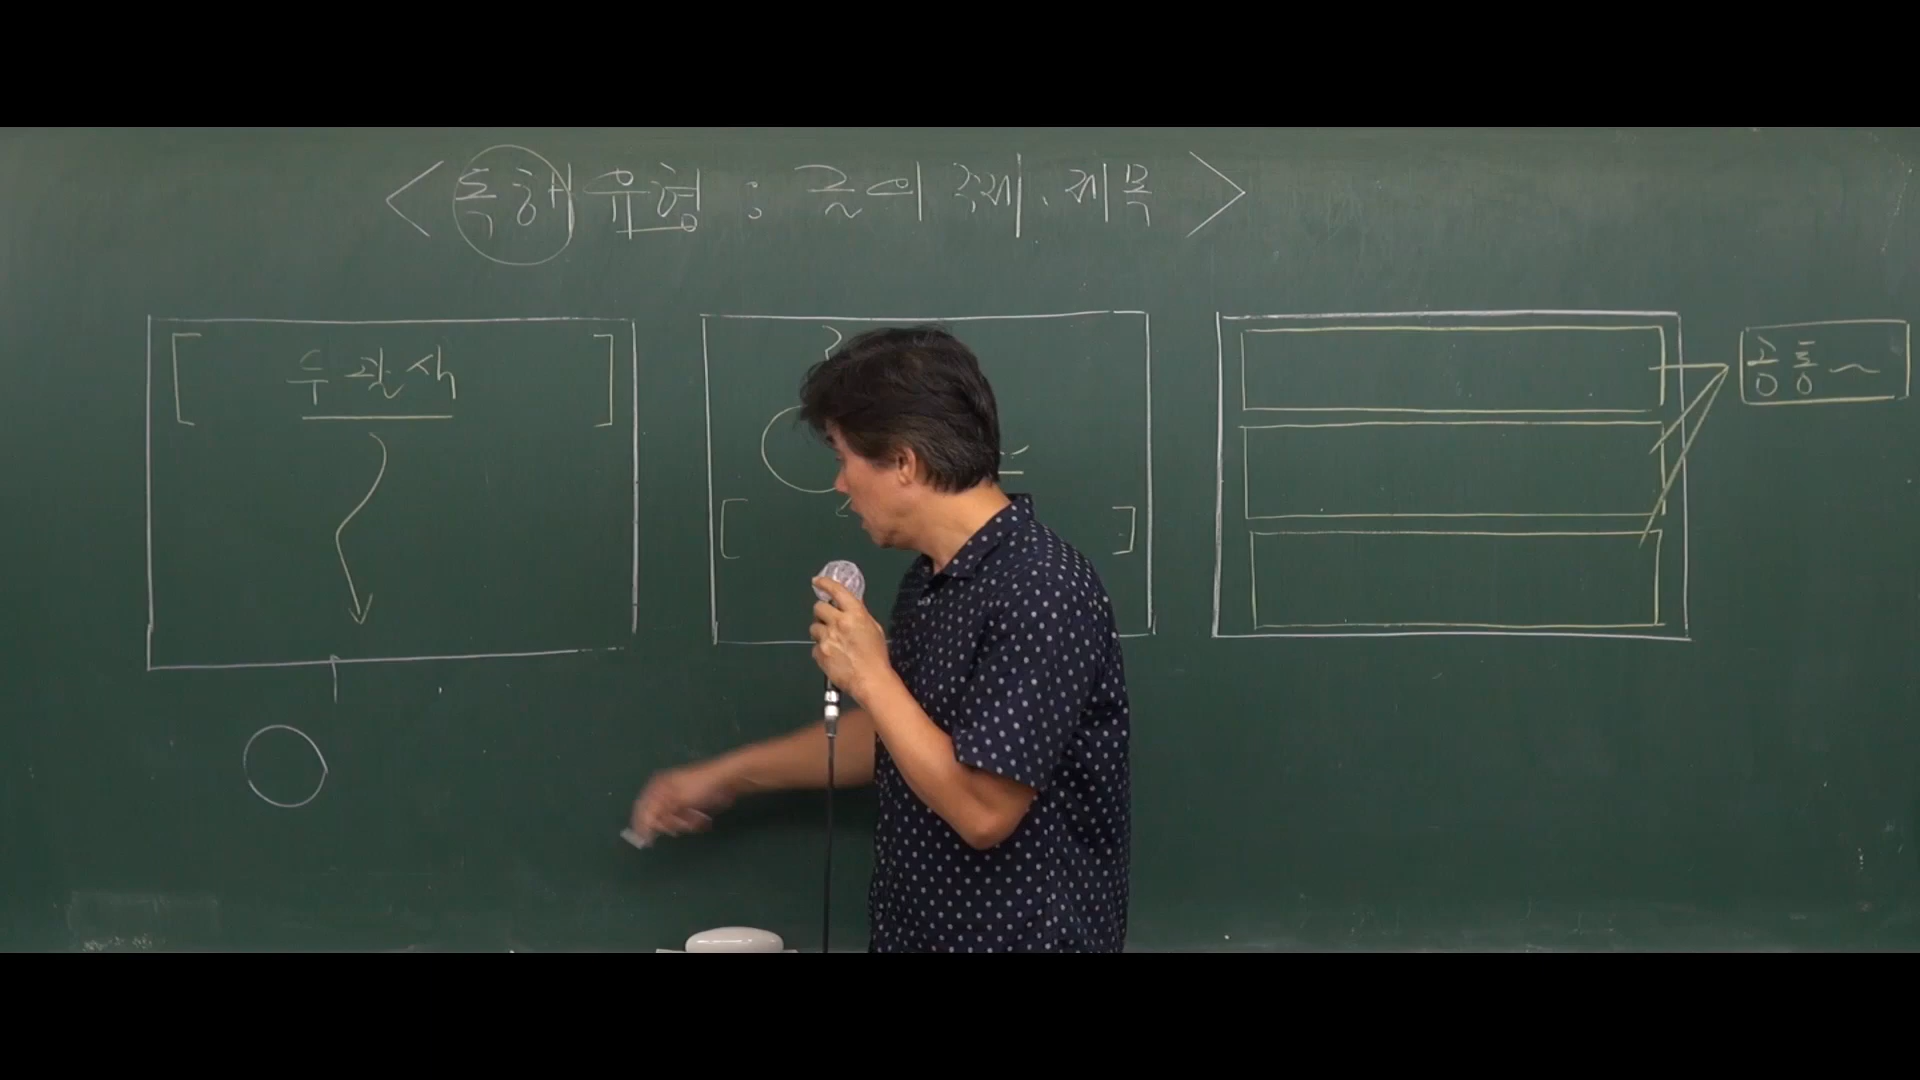 < 독해 유형 : 글의 주제, 제목 >
두괄식
?
공통~